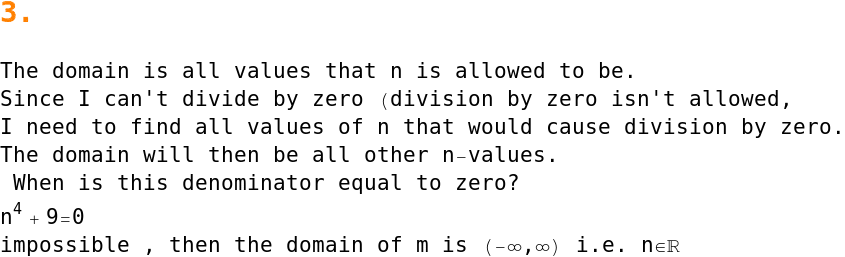 3.
The domain is all values that n is allowed to be.
Since I can't divide by zero (division by zero isn't allowed,
I need to find all values of n that would cause division by zero.
The domain will then be all other n-values.
When is this denominator equal to zero?
n⁴ + 9=0
impossible , then the domain of m is (-∞,∞) i.e. n∈ℝ